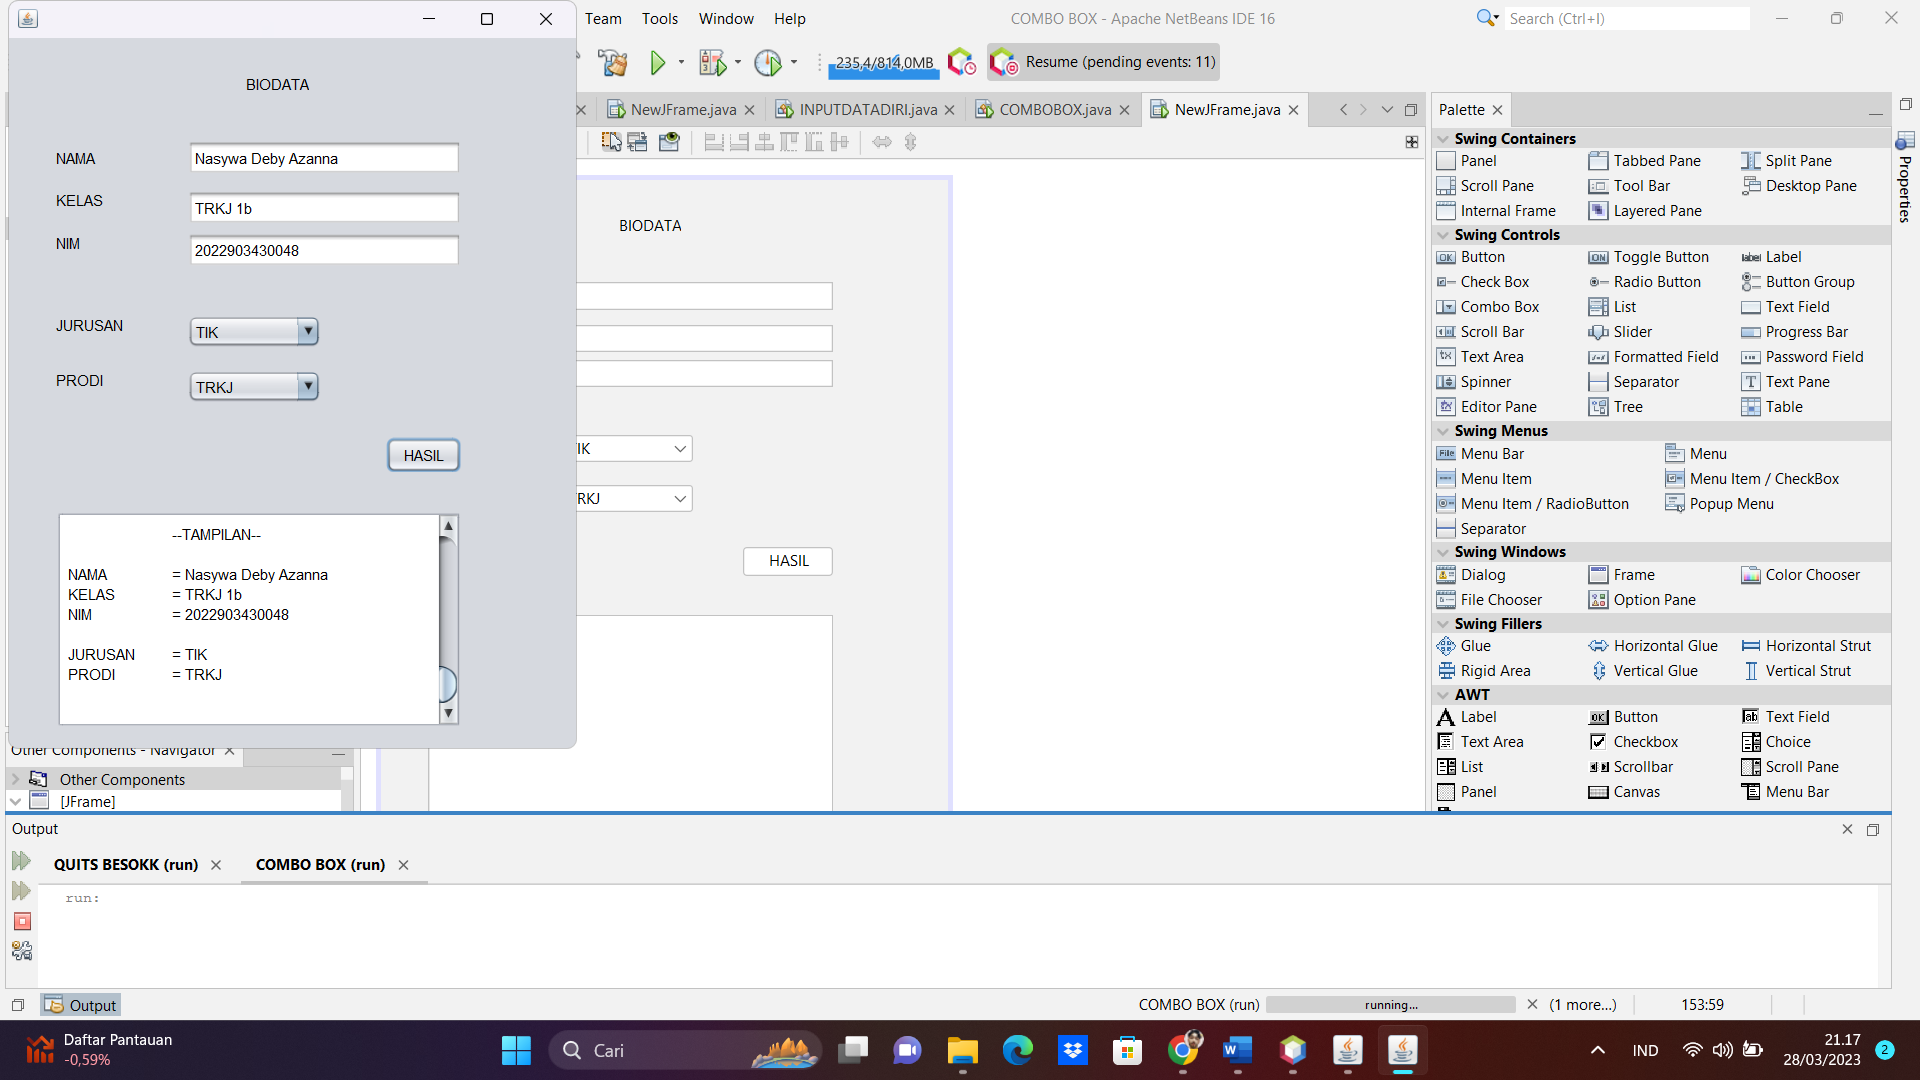 Team Tools Window Help
COMBO BOX - Apache NetBeans IDE 16
Search (Ctrl+I)
235,4/814,0MB
Resume (pending events: 11)
NewJFrame.java
INPUTDATADIRI.java
COMBOBOX.java
NewJFrame.java
BIODATA
NAMA
Nasywa Deby Azanna
KELAS
TRKJ 1b
NIM
2022903430048
JURUSAN
TIK
PRODI
TRKJ
HASIL
--TAMPILAN--
NAMA = Nasywa Deby Azanna
KELAS = TRKJ 1b
NIM = 2022903430048
JURUSAN = TIK
PRODI = TRKJ
BIODATA
IK
RKJ
HASIL
Palette
Swing Containers
Panel Tabbed Pane Split Pane
Scroll Pane Tool Bar Desktop Pane
Internal Frame Layered Pane
Swing Controls
Button Toggle Button Label
Check Box Radio Button Button Group
Combo Box List Text Field
Scroll Bar Slider Progress Bar
Text Area Formatted Field Password Field
Spinner Separator Text Pane
Editor Pane Tree Table
Swing Menus
Menu Bar Menu
Menu Item Menu Item / CheckBox
Menu Item / RadioButton Popup Menu
Separator
Swing Windows
Dialog Frame Color Chooser
File Chooser Option Pane
Swing Fillers
Glue Horizontal Glue Horizontal Strut
Rigid Area Vertical Glue Vertical Strut
AWT
Label Button Text Field
Text Area Checkbox Choice
List Scrollbar Scroll Pane
Panel Canvas Menu Bar
Properties
Other Components - Navigator
Other Components
[JFrame]
Output
QUITS BESOKK (run)
COMBO BOX (run)
run:
Output
COMBO BOX (run)
running...
(1 more...)
153:59
Daftar Pantauan
-0,59%
Cari
IND
21.17
28/03/2023
2